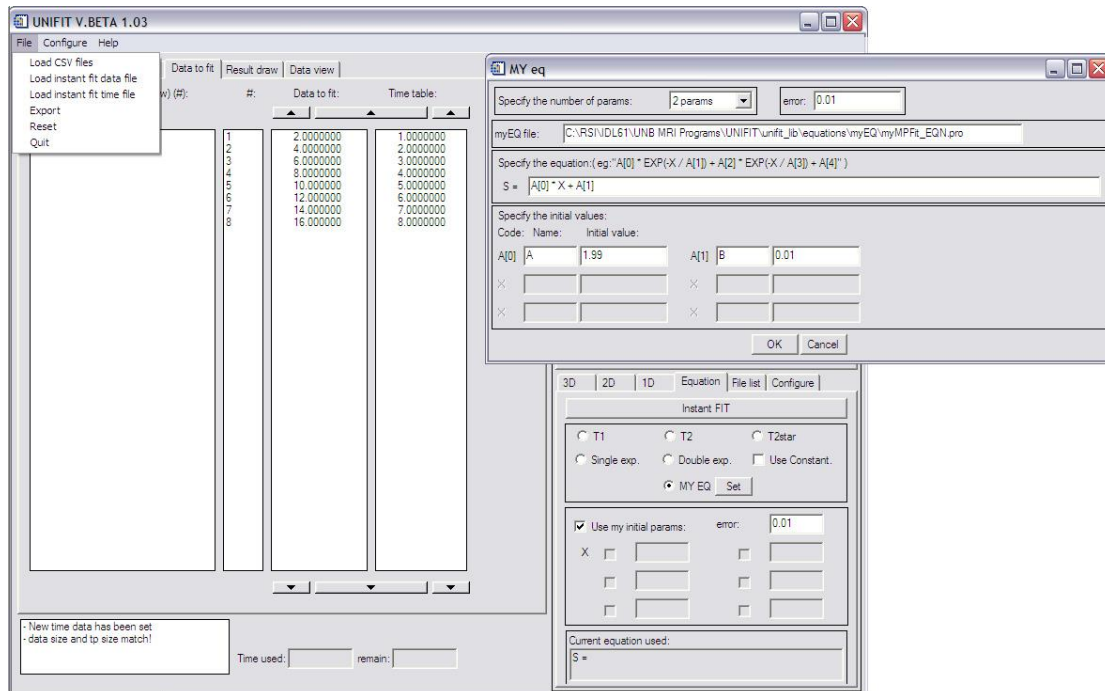 UNIFIT V.BETA 1.03
File Configure Help
Load CSV files
Load instant fit data file
Load instant fit time file
Export
Reset
Quit
Data to fit Result draw Data view
(#): #: Data to fit: Time table:
1 2.0000000 1.0000000
2 4.0000000 2.0000000
3 6.0000000 3.0000000
4 8.0000000 4.0000000
5 10.000000 5.0000000
6 12.000000 6.0000000
7 14.000000 7.0000000
8 16.000000 8.0000000
- New time data has been set
- data size and tp size match!
Time used: remain:
MY eq
Specify the number of params: 2 params error: 0.01
myEQ file: C:\RSI\IDL61\UNB MRI Programs\UNIFIT\unifit_lib\equations\myEQ\myMPFit_EQN.pro
Specify the equation:( eg:"A[0] * EXP(-X / A[1]) + A[2] * EXP(-X / A[3]) + A[4]" )
S = A[0] * X + A[1]
Specify the initial values:
Code: Name: Initial value:
A[0] A 1.99 A[1] B 0.01
X X
X X
OK Cancel
3D 2D 1D Equation File list Configure
Instant FIT
T1 T2 T2star
Single exp. Double exp. Use Constant.
MY EQ Set
Use my initial params: error: 0.01
X
Current equation used:
S =